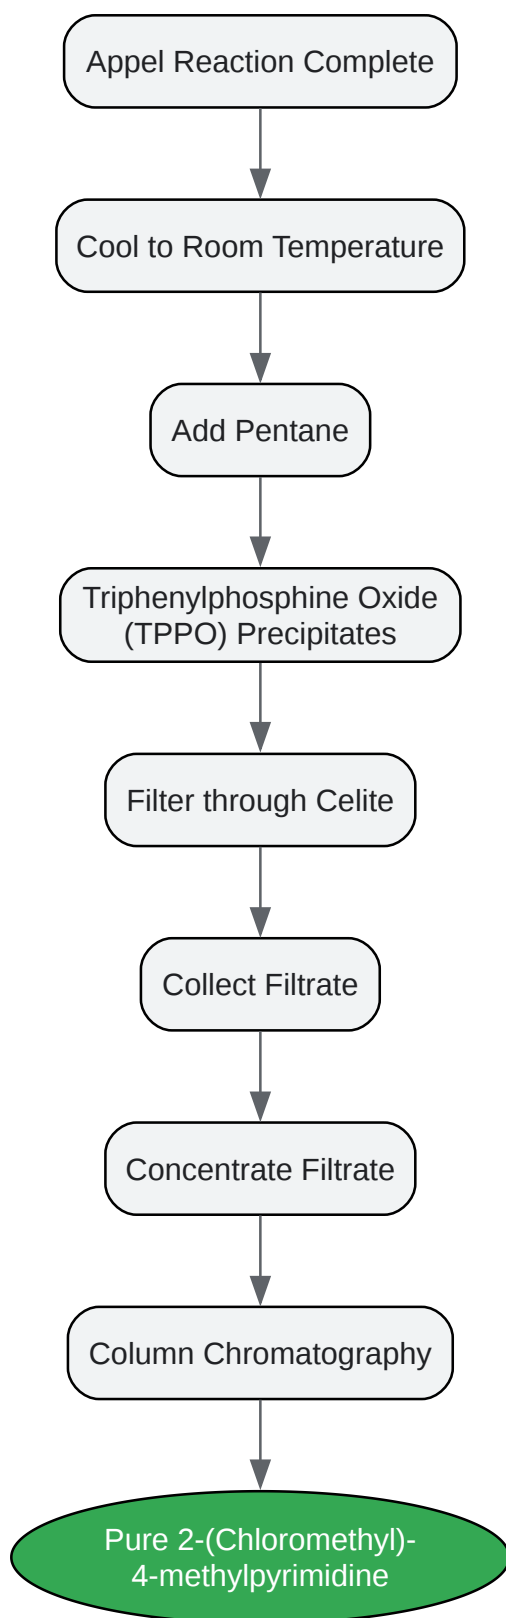 Appel Reaction Complete
Cool to Room Temperature
Add Pentane
Triphenylphosphine Oxide
(TPPO) Precipitates
Filter through Celite
Collect Filtrate
Concentrate Filtrate
Column Chromatography
Pure 2-(Chloromethyl)-
4-methylpyrimidine